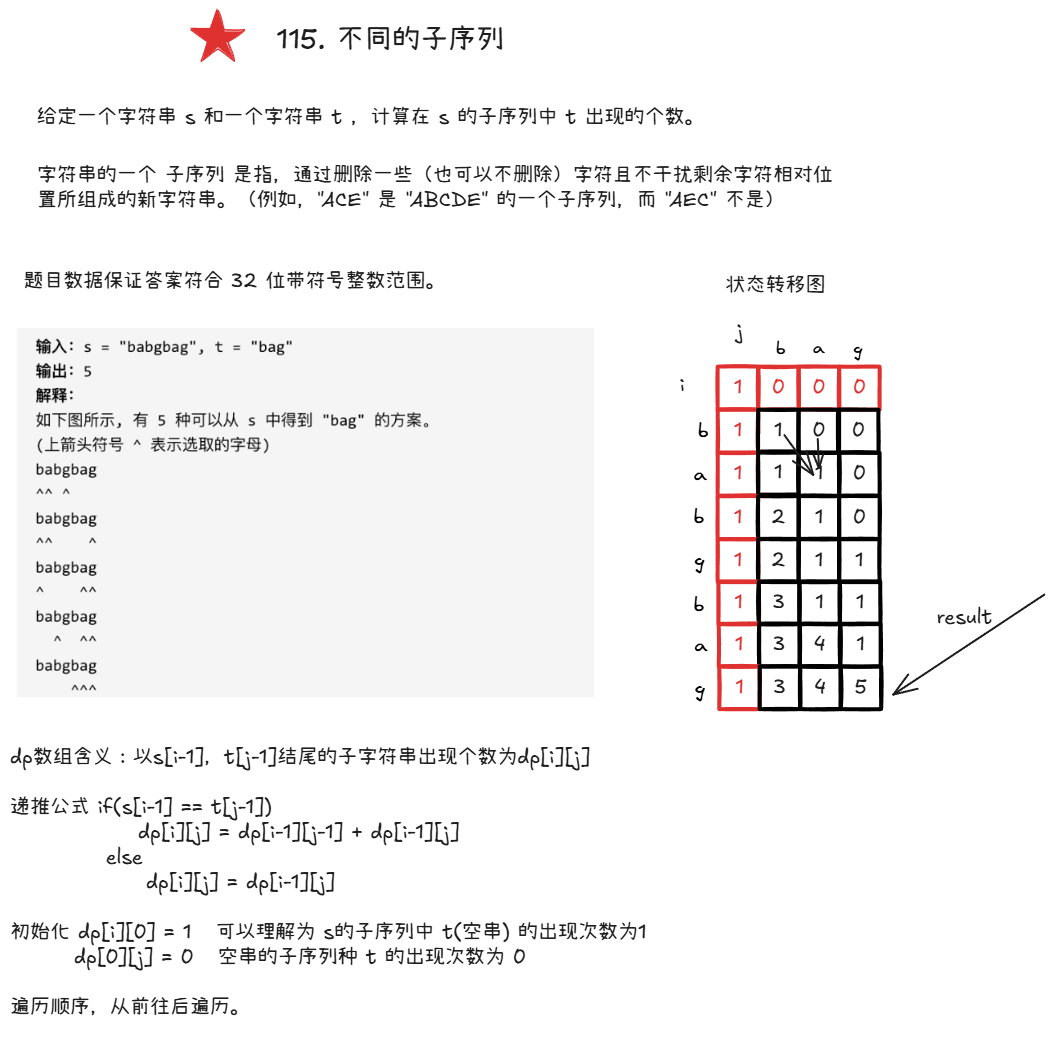 115. 不同的子序列
给定一个字符串 s 和一个字符串 t ，计算在 s 的子序列中 t 出现的个数。
字符串的一个 子序列 是指，通过删除一些（也可以不删除）字符且不干扰剩余字符相对位
置所组成的新字符串。（例如，"ACE" 是 "ABCDE" 的一个子序列，而 "AEC" 不是）
题目数据保证答案符合 32 位带符号整数范围。
输入：s = "babgbag", t = "bag"
输出：5
解释：
如下图所示, 有 5 种可以从 s 中得到 "bag" 的方案。
(上箭头符号 ^ 表示选取的字母)
babgbag
^^ ^
babgbag
^^    ^
babgbag
^    ^^
babgbag
  ^  ^^
babgbag
    ^^^
状态转移图
j
b a g
i 1 0 0 0
b 1 1 0 0
a 1 1 1 0
b 1 2 1 0
g 1 2 1 1
b 1 3 1 1
a 1 3 4 1
g 1 3 4 5
result
dp数组含义：以s[i-1]，t[j-1]结尾的子字符串出现个数为dp[i][j]
递推公式 if(s[i-1] == t[j-1])
dp[i][j] = dp[i-1][j-1] + dp[i-1][j]
else
dp[i][j] = dp[i-1][j]
初始化 dp[i][0] = 1   可以理解为 s的子序列中 t(空串) 的出现次数为1
dp[0][j] = 0   空串的子序列种 t 的出现次数为 0
遍历顺序，从前往后遍历。